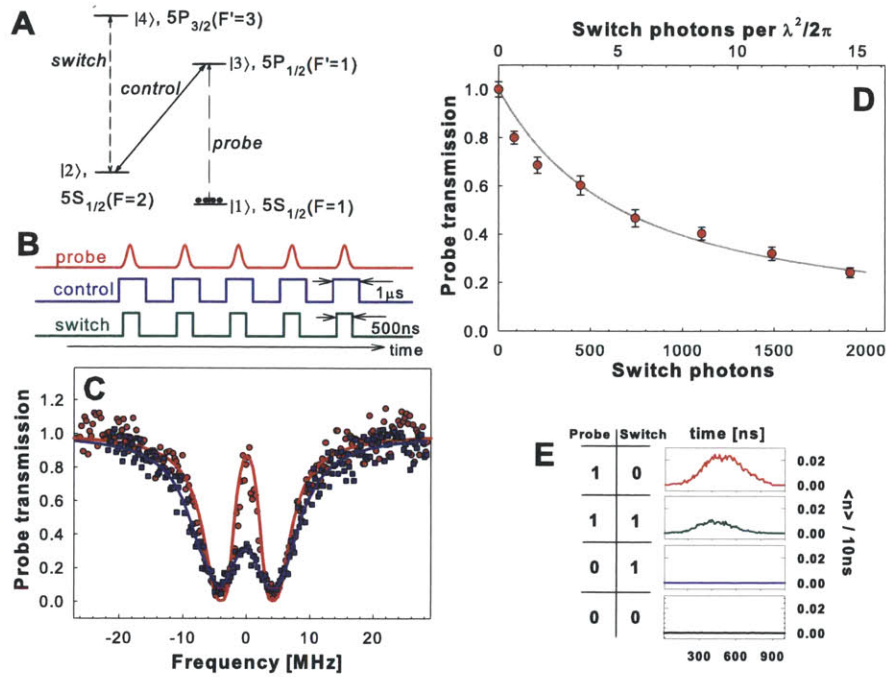 A
|4⟩, 5P3/2(F'=3)
switch
|3⟩, 5P1/2(F'=1)
control
probe
|2⟩,
5S1/2(F=2)
|1⟩, 5S1/2(F=1)
B
probe
control
1μs
switch
500ns
time
C
Probe transmission
1.2
1.0
0.8
0.6
0.4
0.2
0.0
-20 -10 0 10 20
Frequency [MHz]
Switch photons per λ²/2π
0 5 10 15
D
Probe transmission
1.0
0.8
0.6
0.4
0.2
0.0
0 500 1000 1500 2000
Switch photons
E
Probe Switch time [ns]
1 0 0.02
0.00
1 1 0.02
0.00
0 1 0.02
0.00
0 0 0.02
0.00
300 600 900
<n> / 10ns